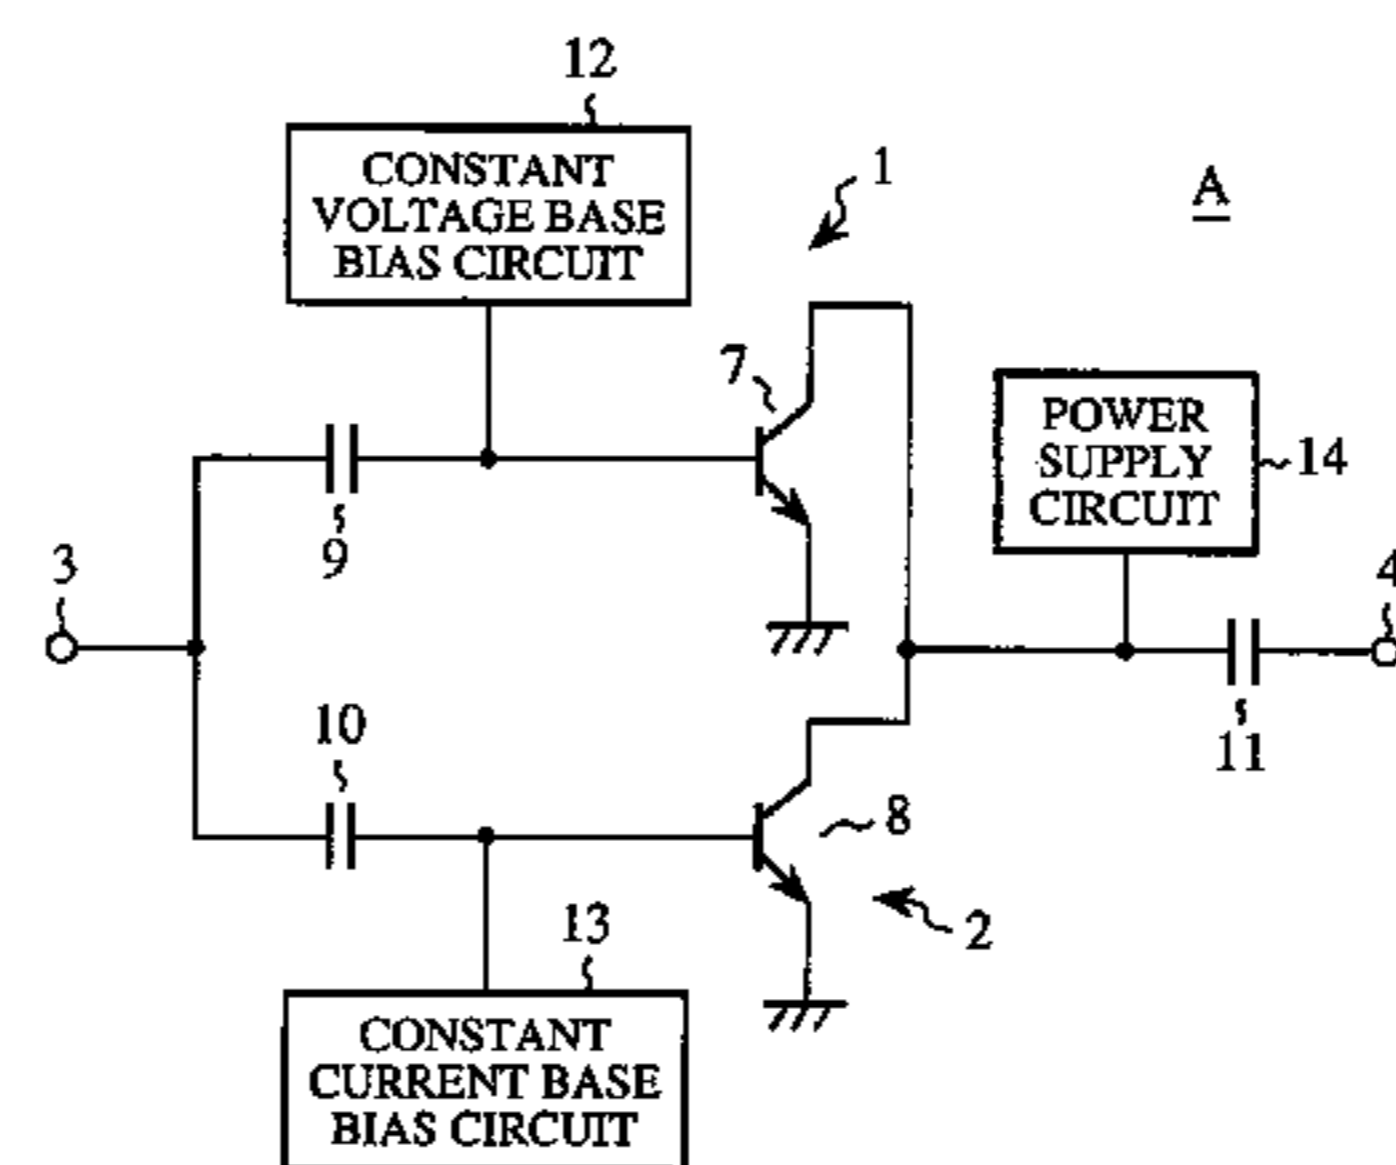 12
CONSTANT
VOLTAGE BASE
BIAS CIRCUIT
1
A
7
POWER
SUPPLY
CIRCUIT
14
9
3
4
10
11
8
13
2
CONSTANT
CURRENT BASE
BIAS CIRCUIT